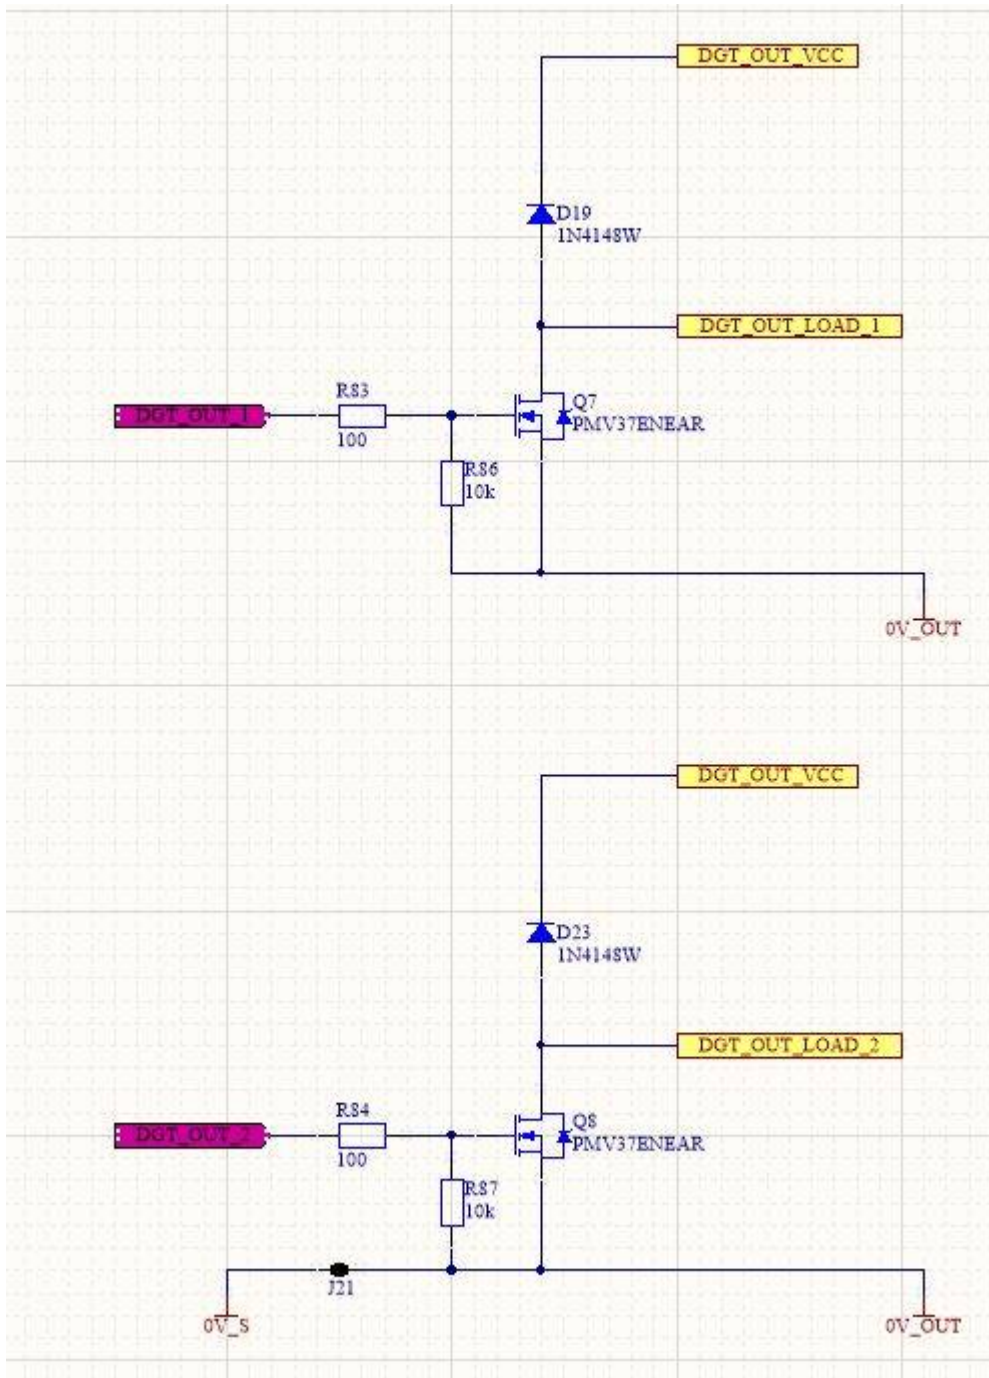 DGT_OUT_VCC
D19
1N4148W
DGT_OUT_LOAD_1
R83
DGT_OUT_1
100
Q7
PMV37ENEAR
R86
10k
0V_OUT
DGT_OUT_VCC
D23
1N4148W
DGT_OUT_LOAD_2
R84
DGT_OUT_2
100
Q8
PMV37ENEAR
R87
10k
J21
0V_S
0V_OUT